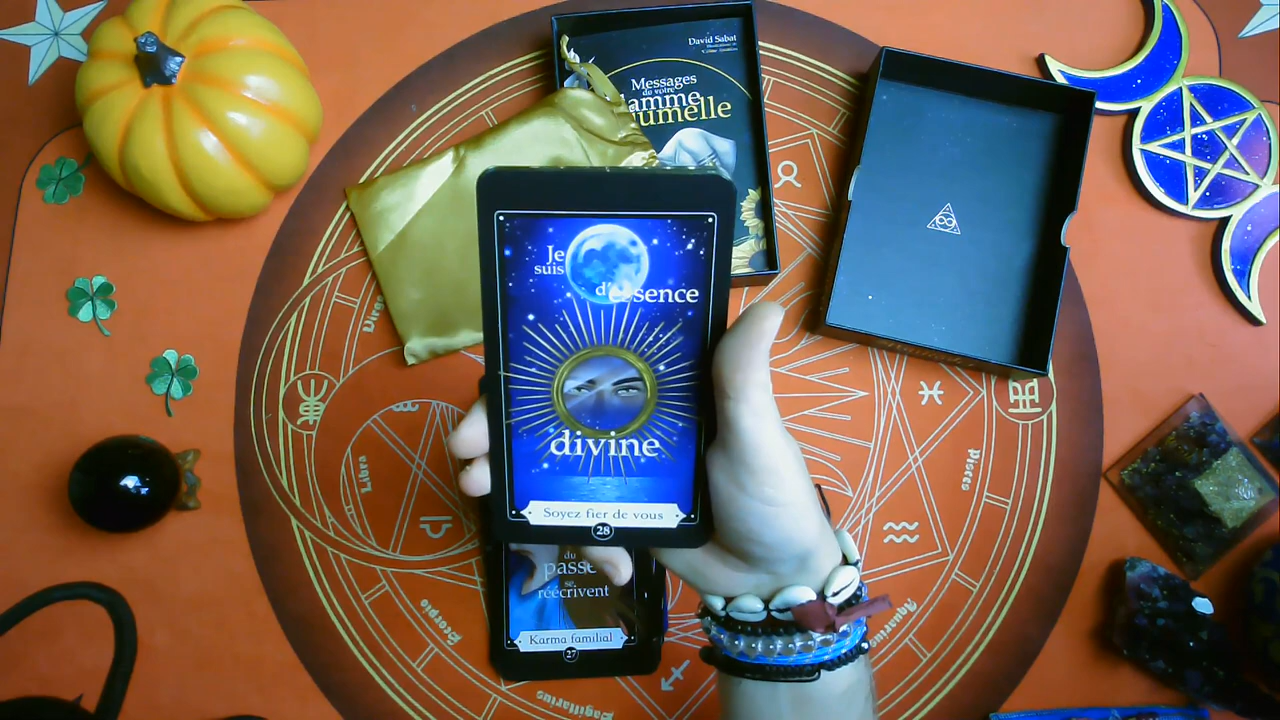 David Sabat
Messages
de votre
flamme
jumelle
Je
suis
d'essence
divine
Soyez fier de vous
28
du
passé
se
réécrivent
Karma familial
27
Libra
Pisces
Scorpio
Aquarius
Sagittarius